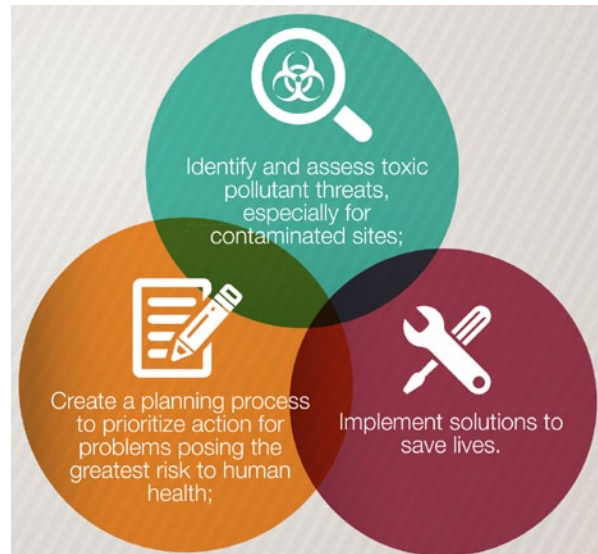 Identify and assess toxic
pollutant threats,
especially for
contaminated sites;
Create a planning process
to prioritize action for
problems posing the
greatest risk to human
health;
Implement solutions to
save lives.